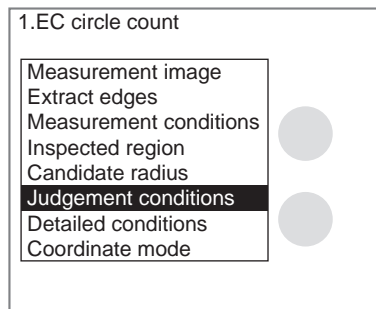 1.EC circle count
Measurement image
Extract edges
Measurement conditions
Inspected region
Candidate radius
Judgement conditions
Detailed conditions
Coordinate mode